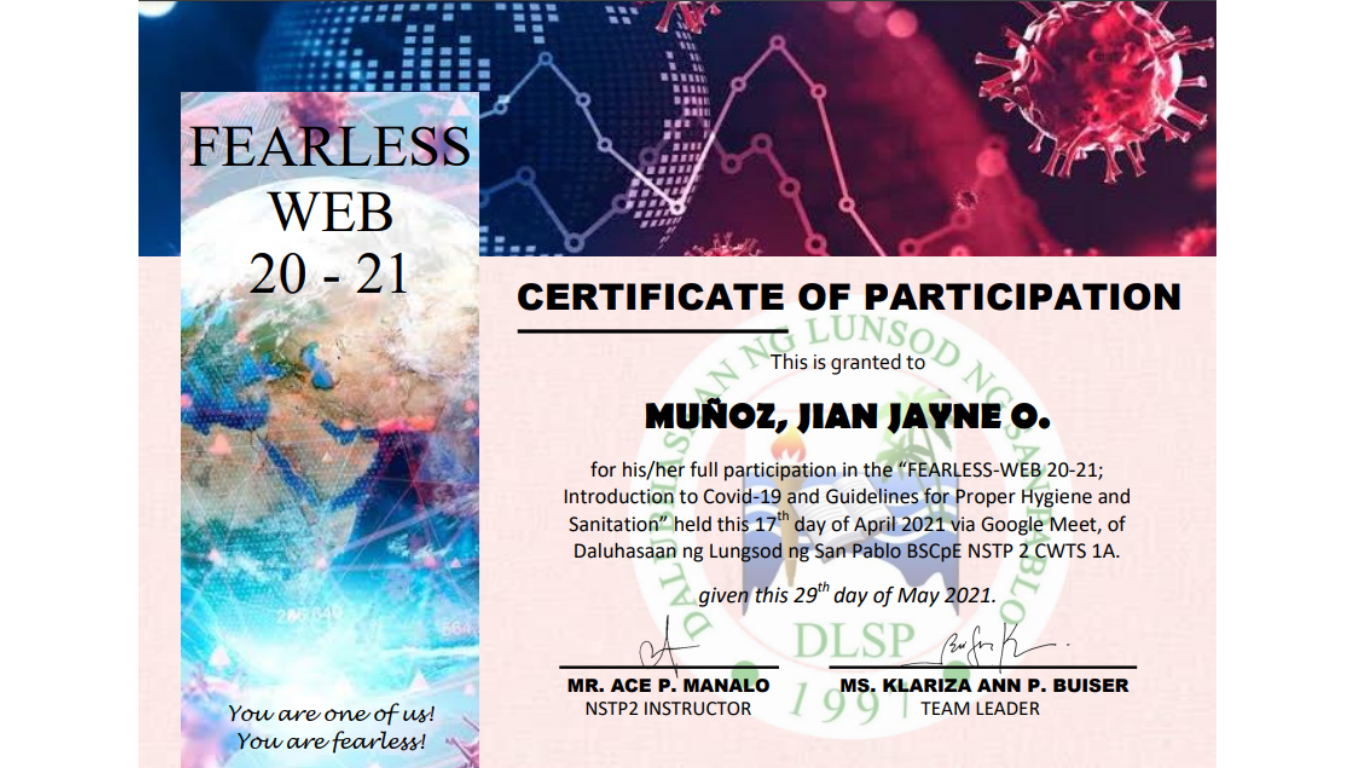 FEARLESS
WEB
20 - 21
CERTIFICATE OF PARTICIPATION
This is granted to
MUÑOZ, JIAN JAYNE O.
for his/her full participation in the “FEARLESS-WEB 20-21;
Introduction to Covid-19 and Guidelines for Proper Hygiene and
Sanitation” held this 17th day of April 2021 via Google Meet, of
Daluhasaan ng Lungsod ng San Pablo BSCpE NSTP 2 CWTS 1A.
given this 29th day of May 2021.
MR. ACE P. MANALO
NSTP2 INSTRUCTOR
MS. KLARIZA ANN P. BUISER
TEAM LEADER
You are one of us!
You are fearless!
DALUBHASAAN NG LUNSOD NG SAN PABLO
DLSP
1997